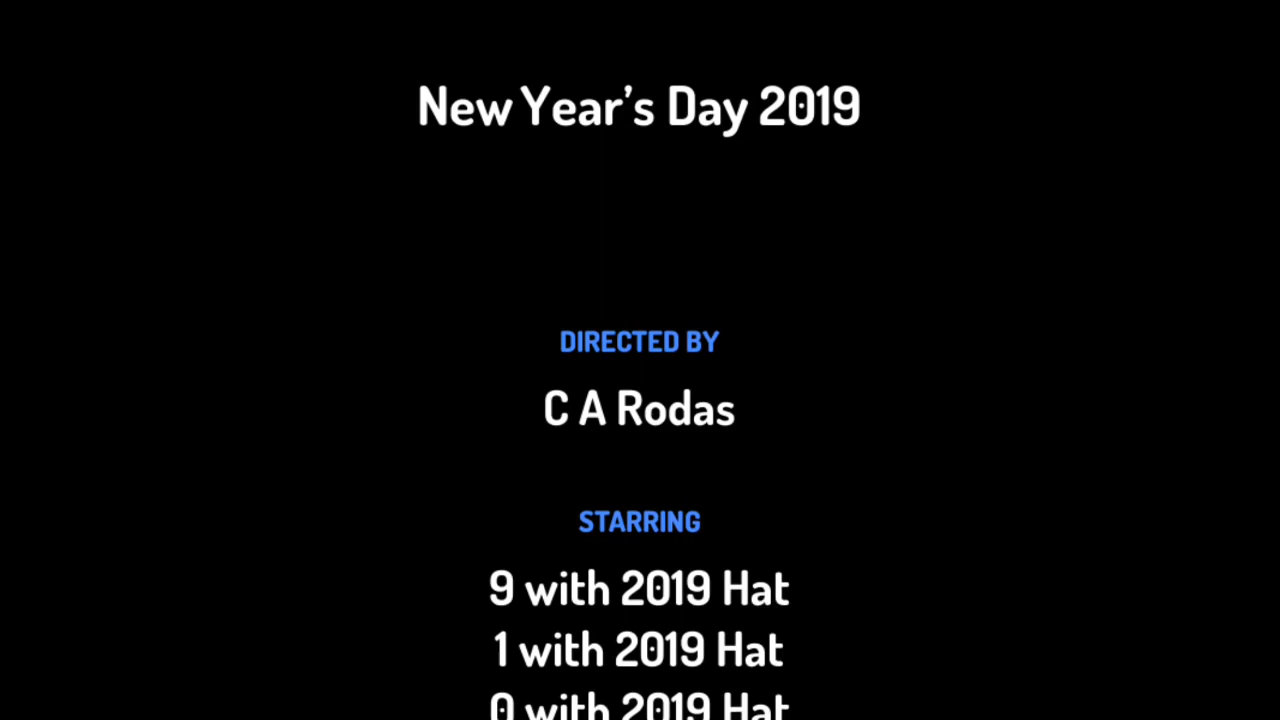 New Year’s Day 2019
DIRECTED BY
C A Rodas
STARRING
9 with 2019 Hat
1 with 2019 Hat
0 with 2019 Hat